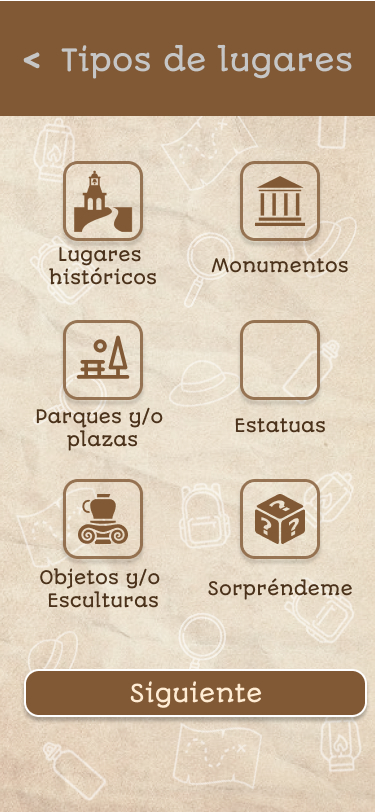 < Tipos de lugares
Lugares
históricos
Monumentos
Parques y/o
plazas
Estatuas
Objetos y/o
Esculturas
Sorpréndeme
Siguiente